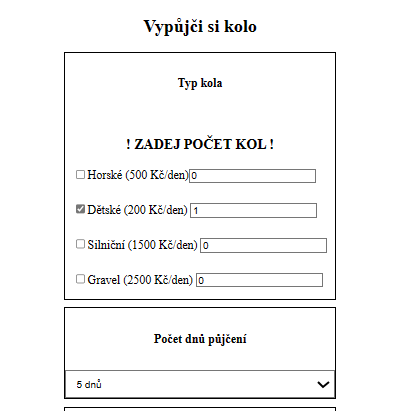 Vypůjči si kolo
Typ kola
! ZADEJ POČET KOL !
Horské (500 Kč/den) 0
Dětské (200 Kč/den) 1
Silniční (1500 Kč/den) 0
Gravel (2500 Kč/den) 0
Počet dnů půjčení
5 dnů